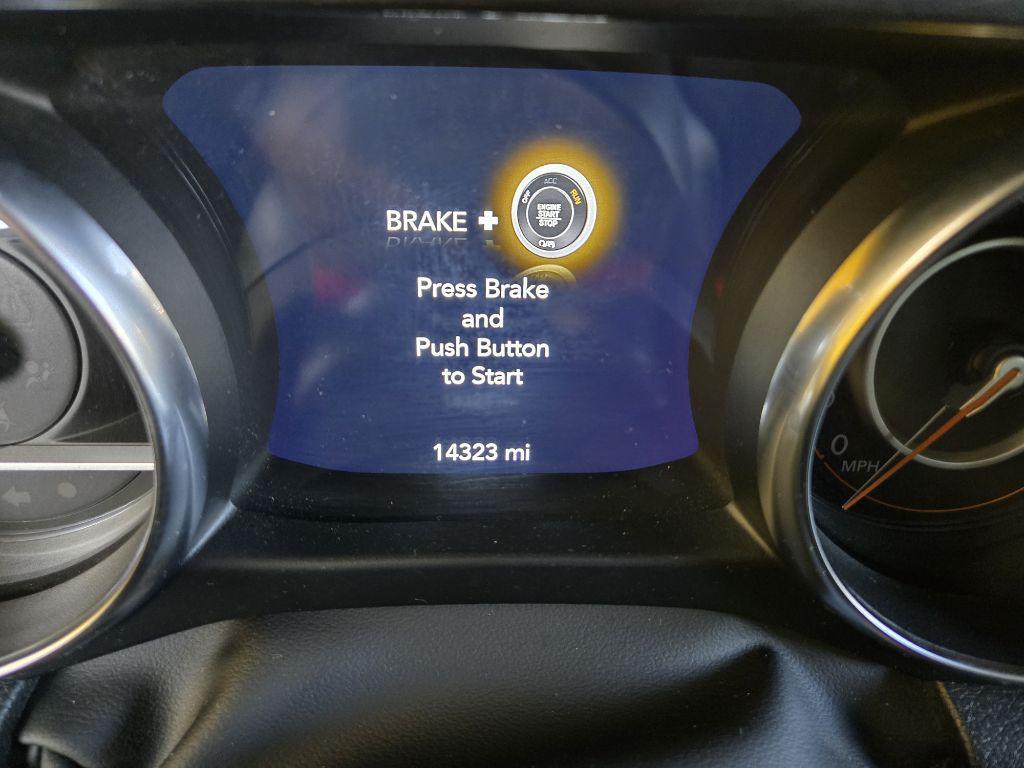 BRAKE +
OFF
ACC
RUN
ENGINE
START
STOP
Press Brake
and
Push Button
to Start
14323 mi
0
MPH